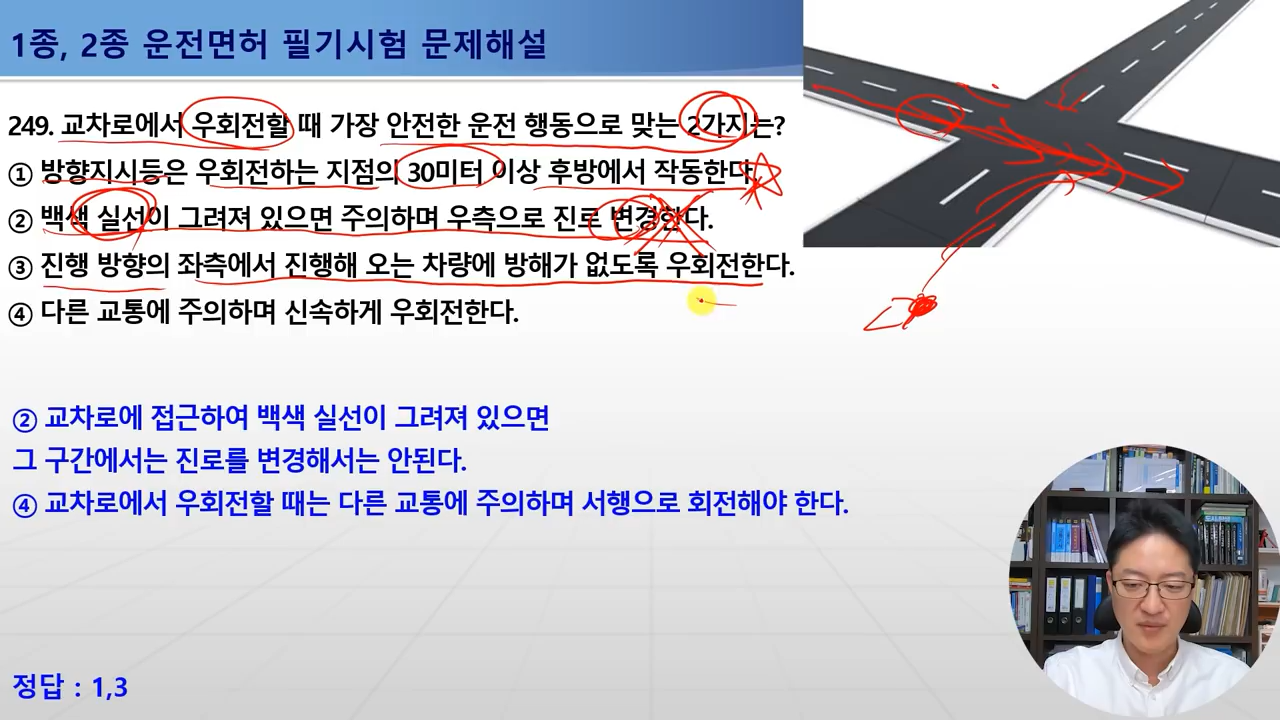 1종, 2종 운전면허 필기시험 문제해설
249. 교차로에서 우회전할 때 가장 안전한 운전 행동으로 맞는 2가지는?
① 방향지시등은 우회전하는 지점의 30미터 이상 후방에서 작동한다.
② 백색 실선이 그려져 있으면 주의하며 우측으로 진로 변경한다.
③ 진행 방향의 좌측에서 진행해 오는 차량에 방해가 없도록 우회전한다.
④ 다른 교통에 주의하며 신속하게 우회전한다.
② 교차로에 접근하여 백색 실선이 그려져 있으면
그 구간에서는 진로를 변경해서는 안된다.
④ 교차로에서 우회전할 때는 다른 교통에 주의하며 서행으로 회전해야 한다.
정답 : 1,3